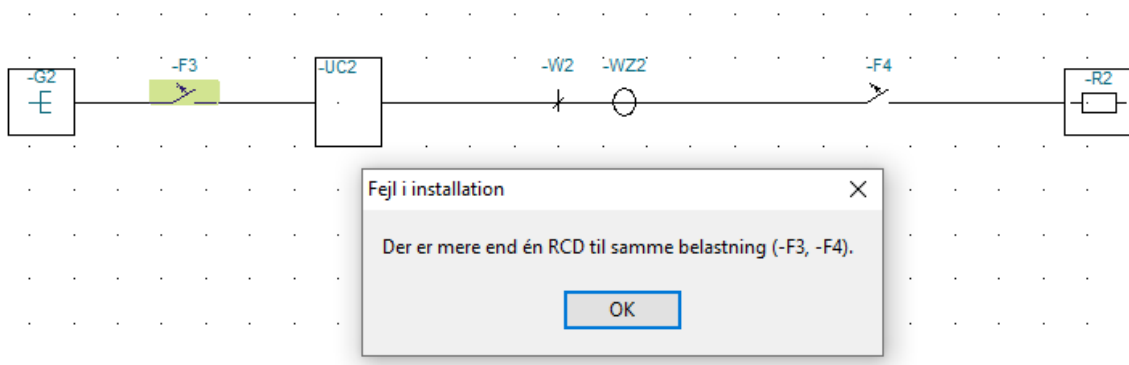 -G2
-F3
-UC2
-W2
-WZ2
-F4
-R2
Fejl i installation
Der er mere end én RCD til samme belastning (-F3, -F4).
OK